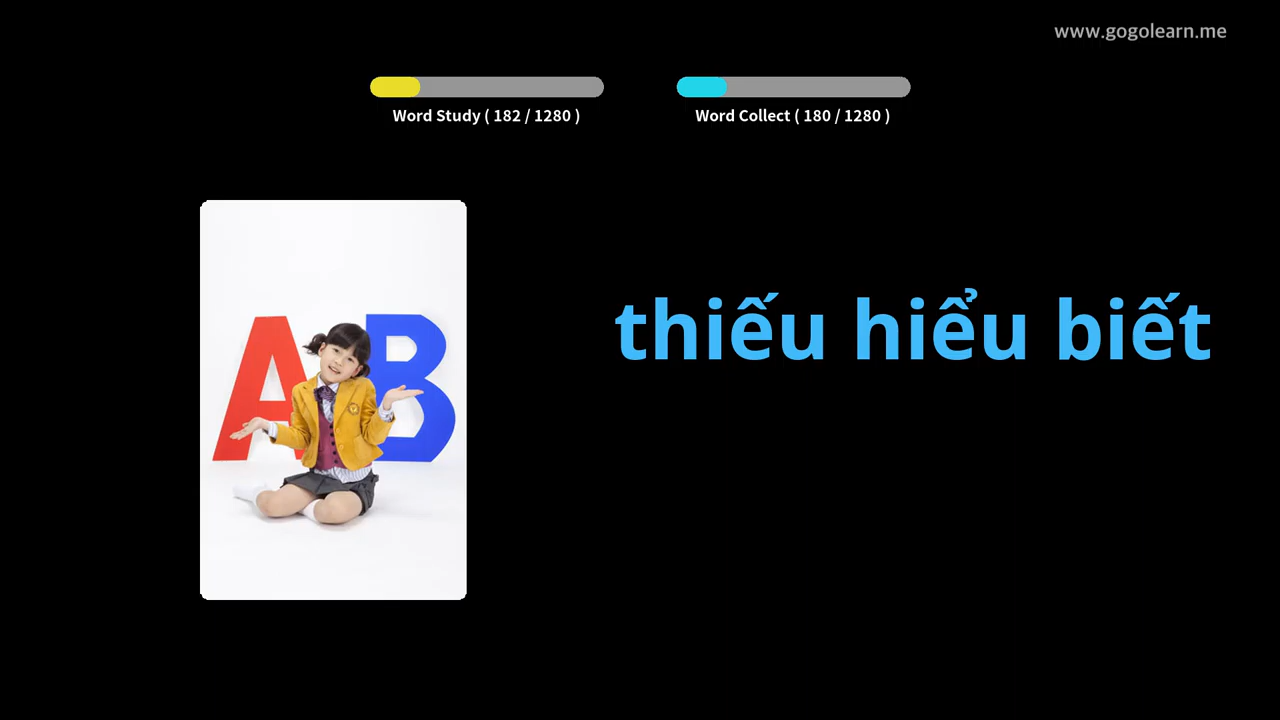 www.gogolearn.me
Word Study ( 182 / 1280 )
Word Collect ( 180 / 1280 )
A B
thiếu hiểu biết